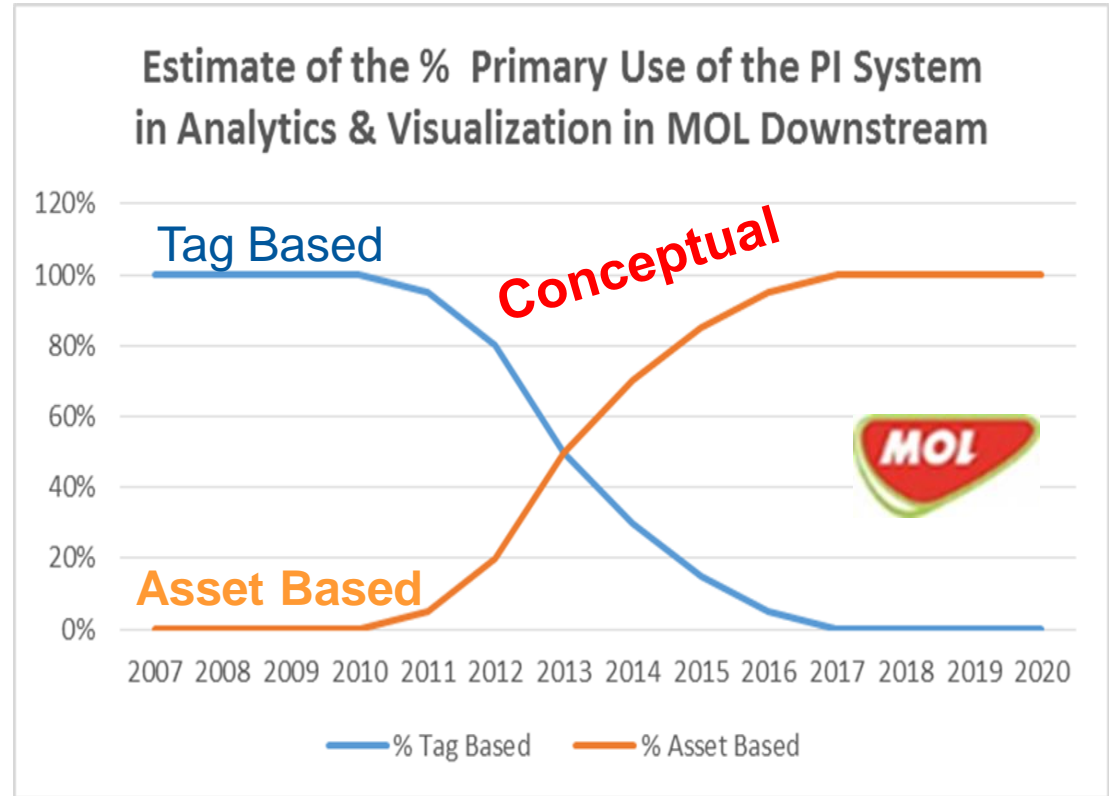 Estimate of the % Primary Use of the PI System
in Analytics & Visualization in MOL Downstream
120%
Tag Based
Conceptual
100%
80%
60%
MOL
40%
20%
Asset Based
0%
2007 2008 2009 2010 2011 2012 2013 2014 2015 2016 2017 2018 2019 2020
% Tag Based % Asset Based